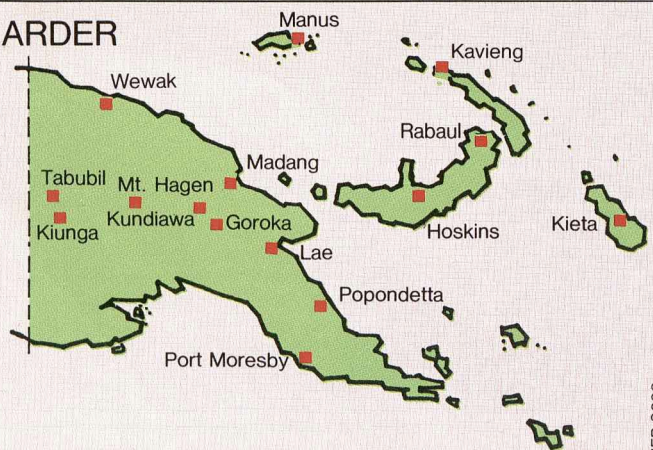 ARDER
Manus
Kavieng
Wewak
Rabaul
Madang
Tabubil
Mt. Hagen
Kieta
Kiunga
Kundiawa
Goroka
Hoskins
Lae
Popondetta
Port Moresby